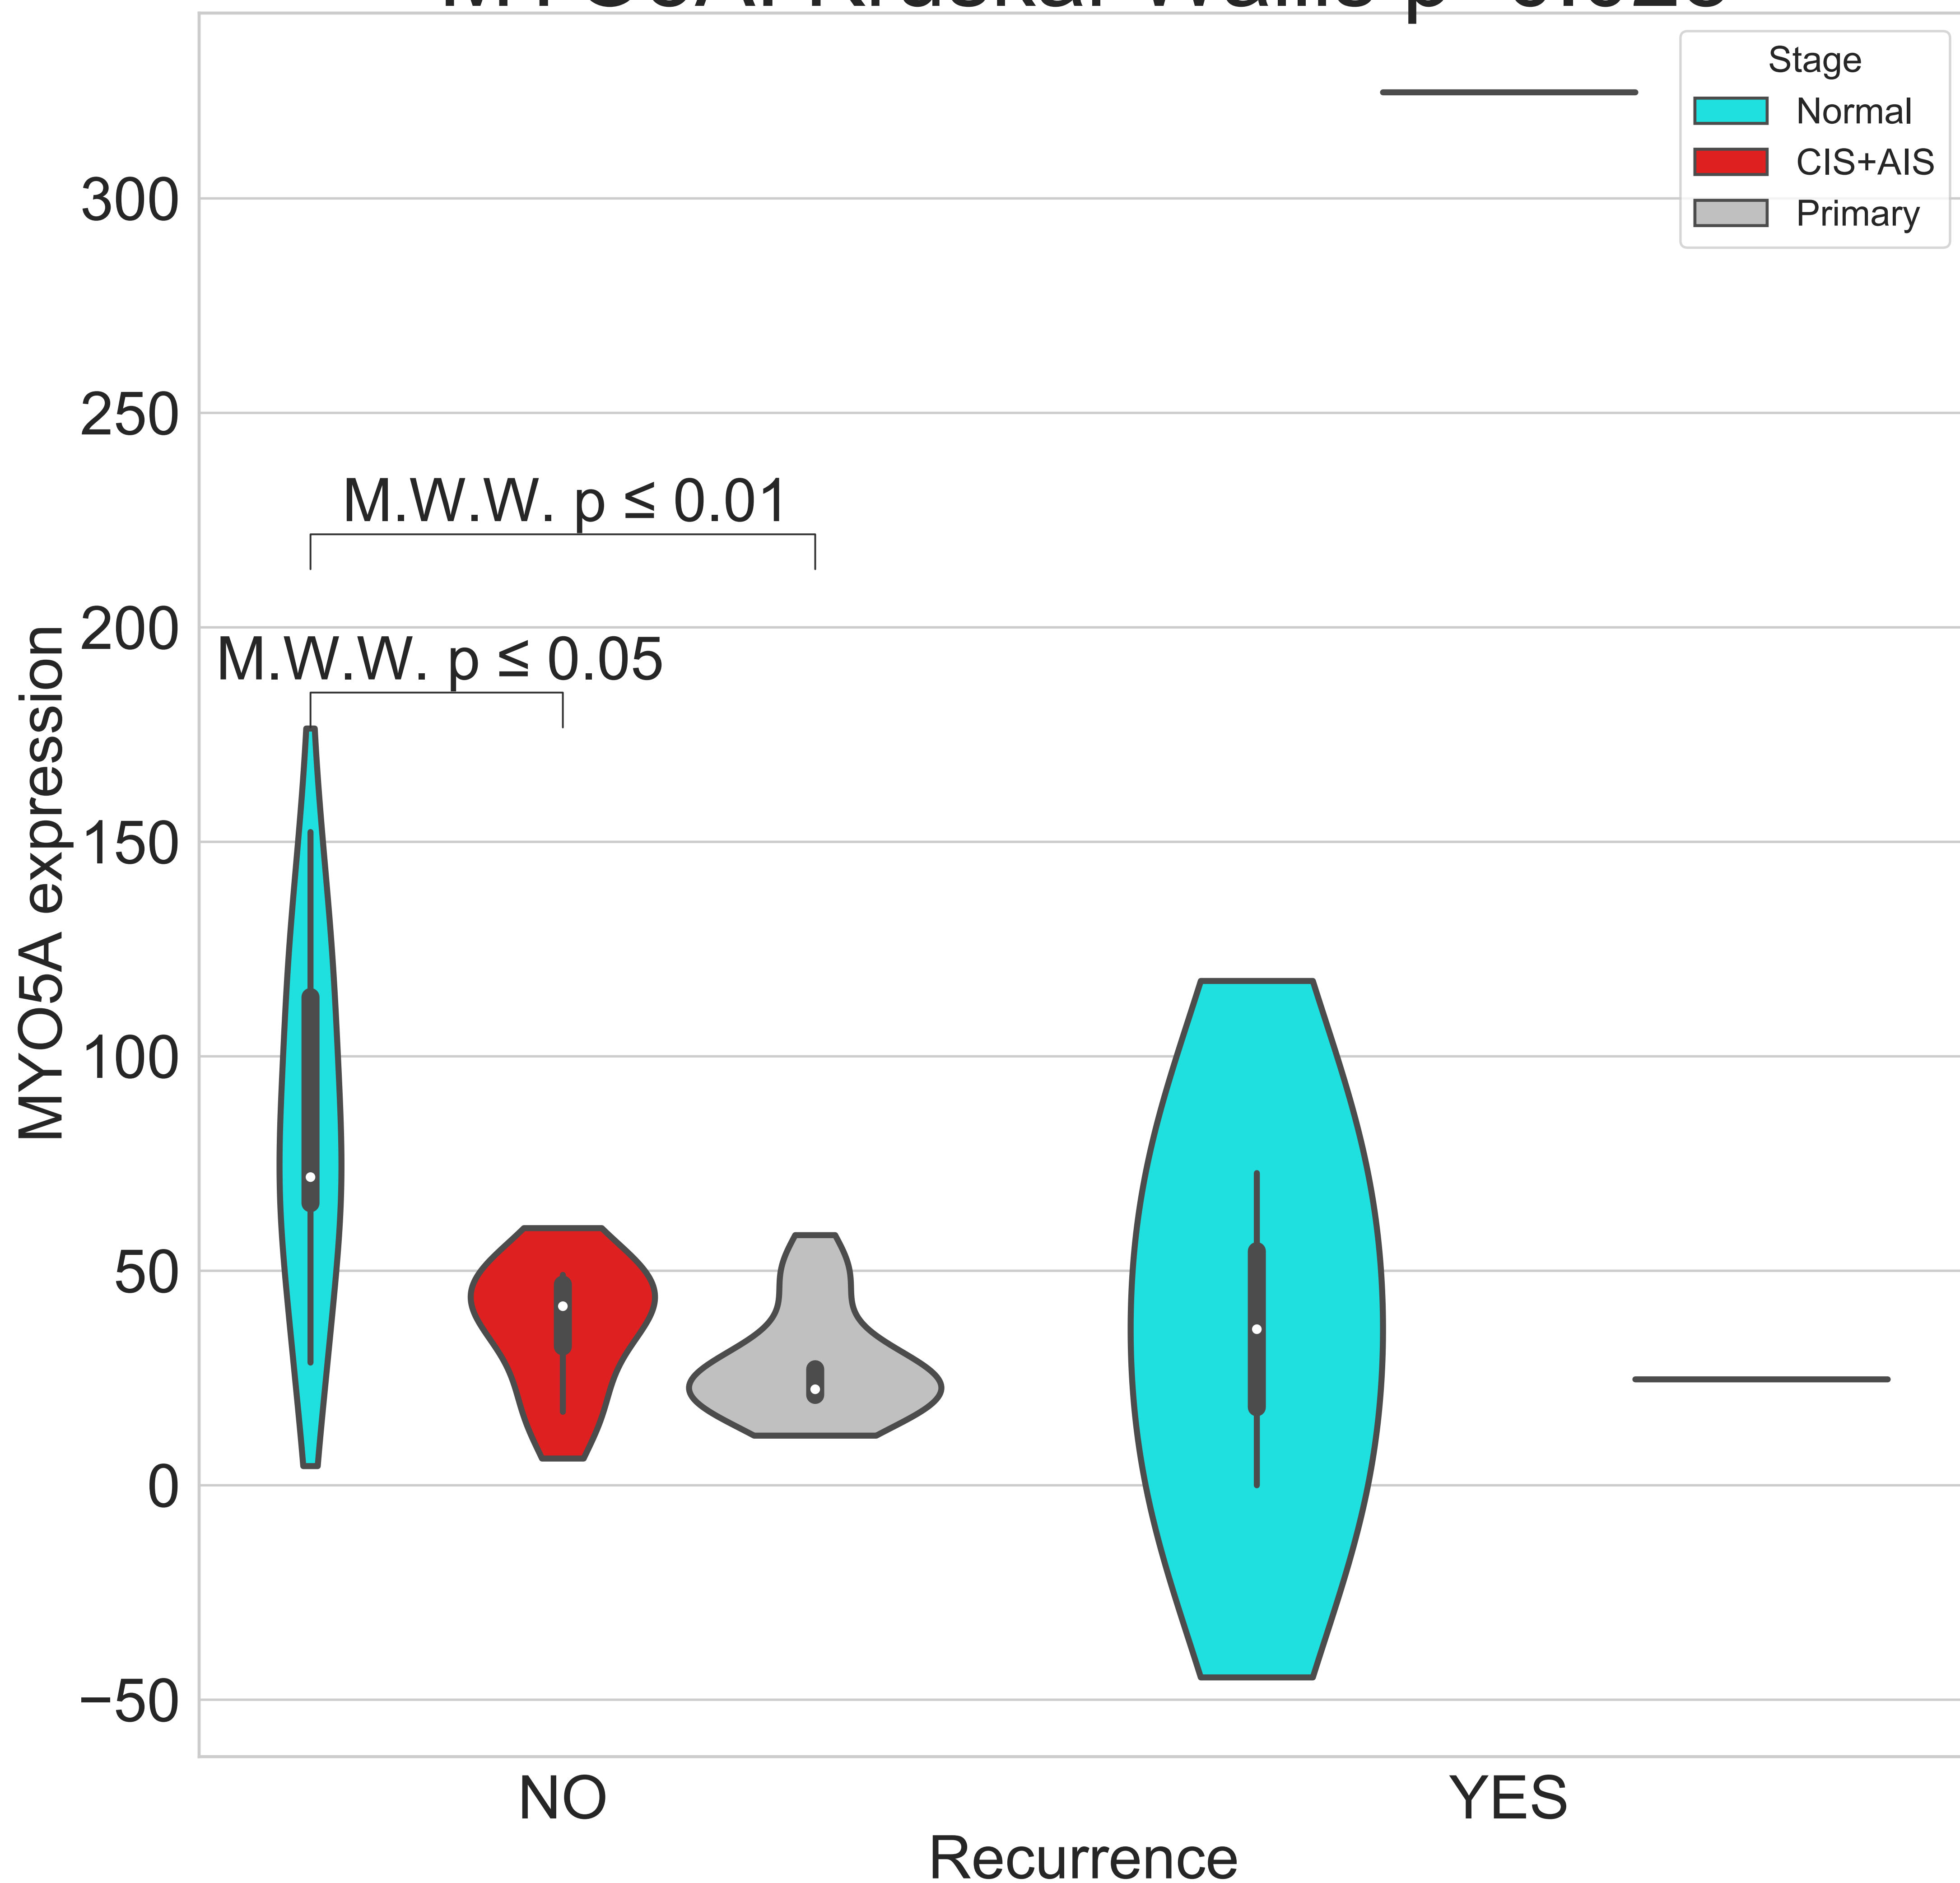 Stage
Normal
CIS+AIS
Primary
300
250
200
150
100
50
0
−50
M.W.W. p ≤ 0.01
M.W.W. p ≤ 0.05
MYO5A expression
NO
YES
Recurrence